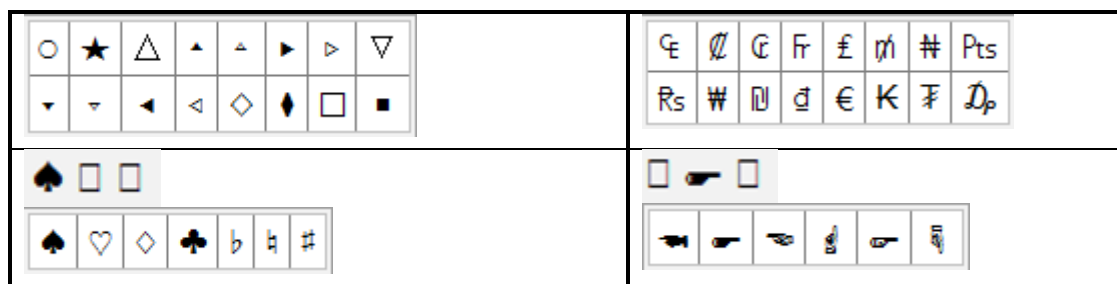 ○ ★ △ ▴ ▵ ▸ ▹ ▽
▾ ▿ ◂ ◃ ◇ ⧫ □ ▪
₠ ₡ ₢ ₣ ₤ ₥ ₦ ₧
₨ ₩ ₪ ₫ € ₭ ₮ ₯
♠ □ □
♠ ♡ ♢ ♣ ♭ ♮ ♯
□ ☛ □
☚ ☛ ☜ ☝ ☞ ☟